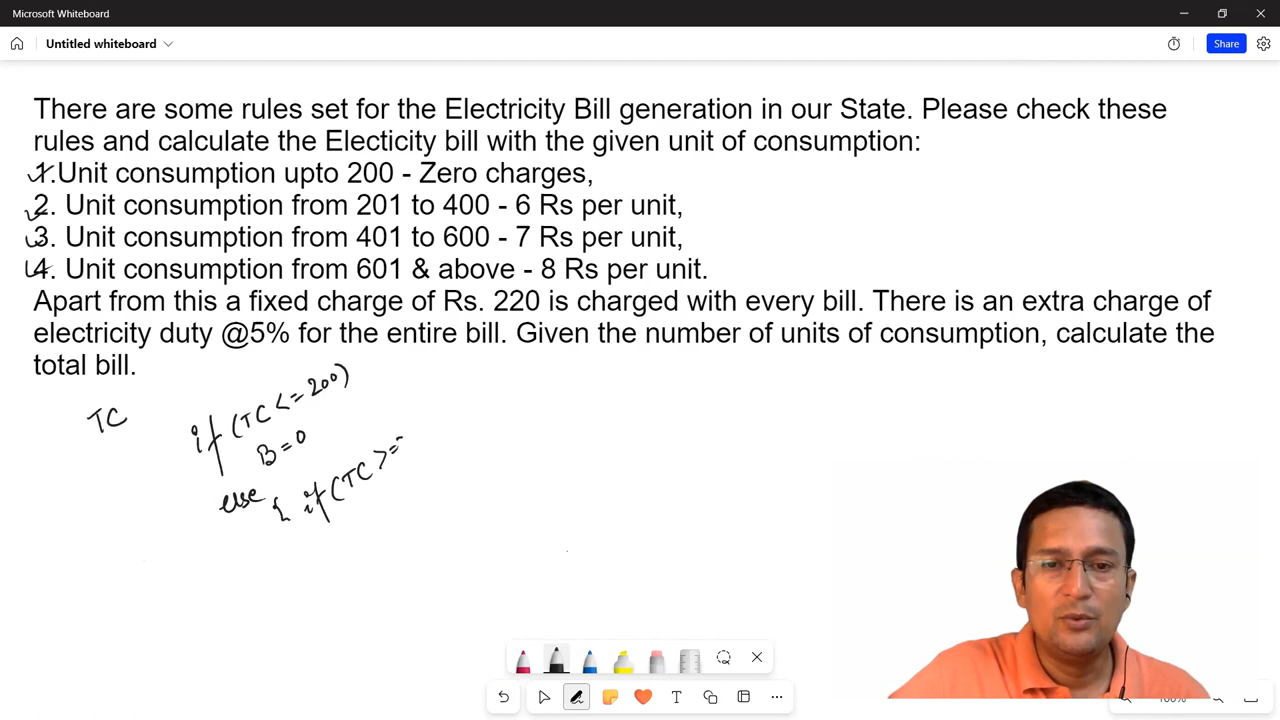 Microsoft Whiteboard
Untitled whiteboard
Share
There are some rules set for the Electricity Bill generation in our State. Please check these
rules and calculate the Electicity bill with the given unit of consumption:
1.Unit consumption upto 200 - Zero charges,
2. Unit consumption from 201 to 400 - 6 Rs per unit,
3. Unit consumption from 401 to 600 - 7 Rs per unit,
4. Unit consumption from 601 & above - 8 Rs per unit.
Apart from this a fixed charge of Rs. 220 is charged with every bill. There is an extra charge of
electricity duty @5% for the entire bill. Given the number of units of consumption, calculate the
total bill.
TC
if (TC <= 200)
B = 0
else { if (TC >=